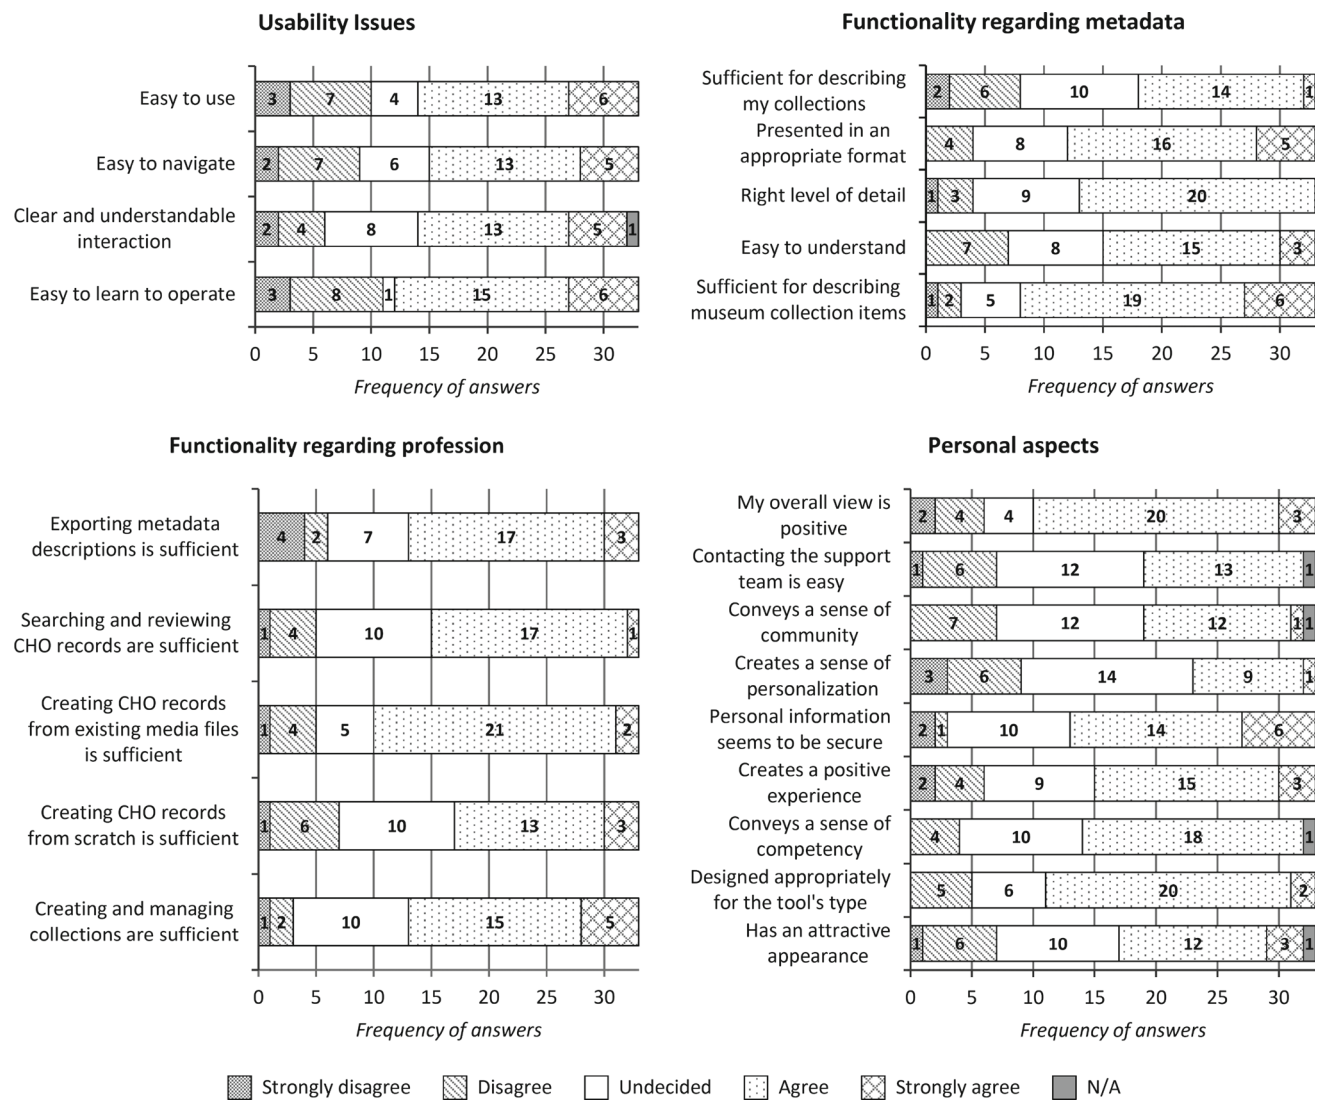 Usability Issues
Easy to use
3 7 4 13 6
Easy to navigate
2 7 6 13 5
Clear and understandable
interaction
2 4 8 13 5 1
Easy to learn to operate
3 8 1 15 6
0 5 10 15 20 25 30
Frequency of answers
Functionality regarding metadata
Sufficient for describing
my collections
2 6 10 14 1
Presented in an
appropriate format
4 8 16 5
Right level of detail
1 3 9 20
Easy to understand
7 8 15 3
Sufficient for describing
museum collection items
1 2 5 19 6
0 5 10 15 20 25 30
Frequency of answers
Functionality regarding profession
Exporting metadata
descriptions is sufficient
4 2 7 17 3
Searching and reviewing
CHO records are sufficient
1 4 10 17 1
Creating CHO records
from existing media files
is sufficient
1 4 5 21 2
Creating CHO records
from scratch is sufficient
1 6 10 13 3
Creating and managing
collections are sufficient
1 2 10 15 5
0 5 10 15 20 25 30
Frequency of answers
Personal aspects
My overall view is
positive
2 4 4 20 3
Contacting the support
team is easy
1 6 12 13 1
Conveys a sense of
community
7 12 12 1 1
Creates a sense of
personalization
3 6 14 9 1
Personal information
seems to be secure
2 1 10 14 6
Creates a positive
experience
2 4 9 15 3
Conveys a sense of
competency
4 10 18 1
Designed appropriately
for the tool's type
5 6 20 2
Has an attractive
appearance
1 6 10 12 3 1
0 5 10 15 20 25 30
Frequency of answers
Strongly disagree Disagree Undecided Agree Strongly agree N/A